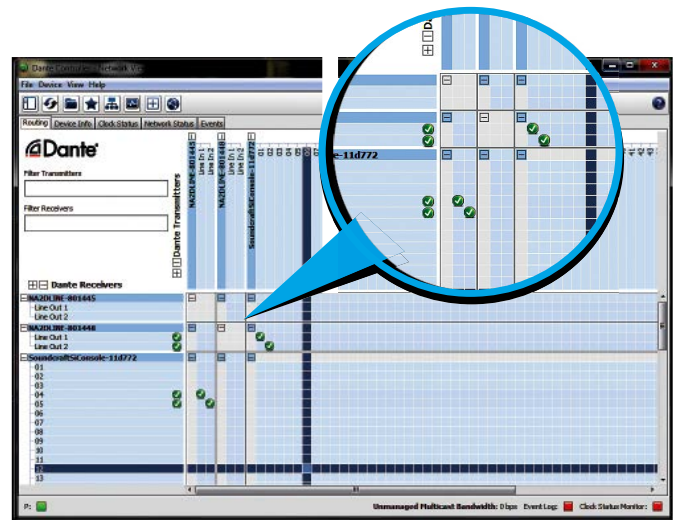 Dante Controller - Network View
File Device View Help
Routing Device Info Clock Status Network Status Events
Dante
Filter Transmitters
Filter Receivers
Dante Transmitters
NA2DLINE-801445
Line In 1
Line In 2
NA2DLINE-801448
Line In 1
Line In 2
SoundcraftSiConsole-11d772
01
02
03
04
05
06
07
41
42
43
Dante Receivers
NA2DLINE-801445
Line Out 1
Line Out 2
NA2DLINE-801448
Line Out 1
Line Out 2
SoundcraftSiConsole-11d772
01
02
03
04
05
06
07
08
09
10
11
12
13
e-11d772
P:
Unmanaged Multicast Bandwidth: 0 bps Event Log: Clock Status Monitor: